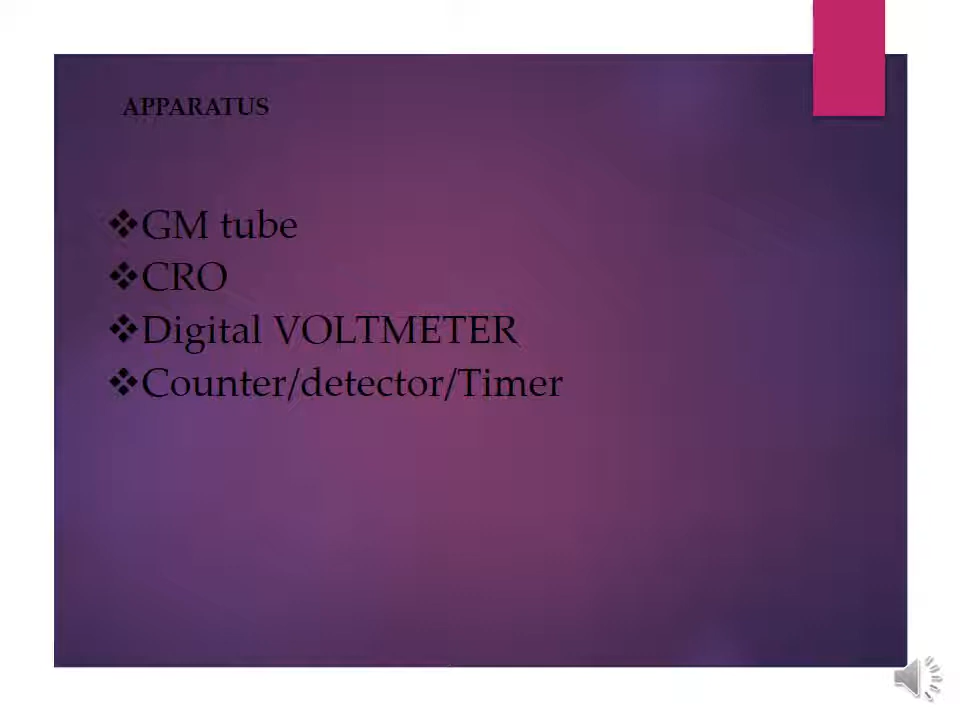 APPARATUS
❖GM tube
❖CRO
❖Digital VOLTMETER
❖Counter/detector/Timer